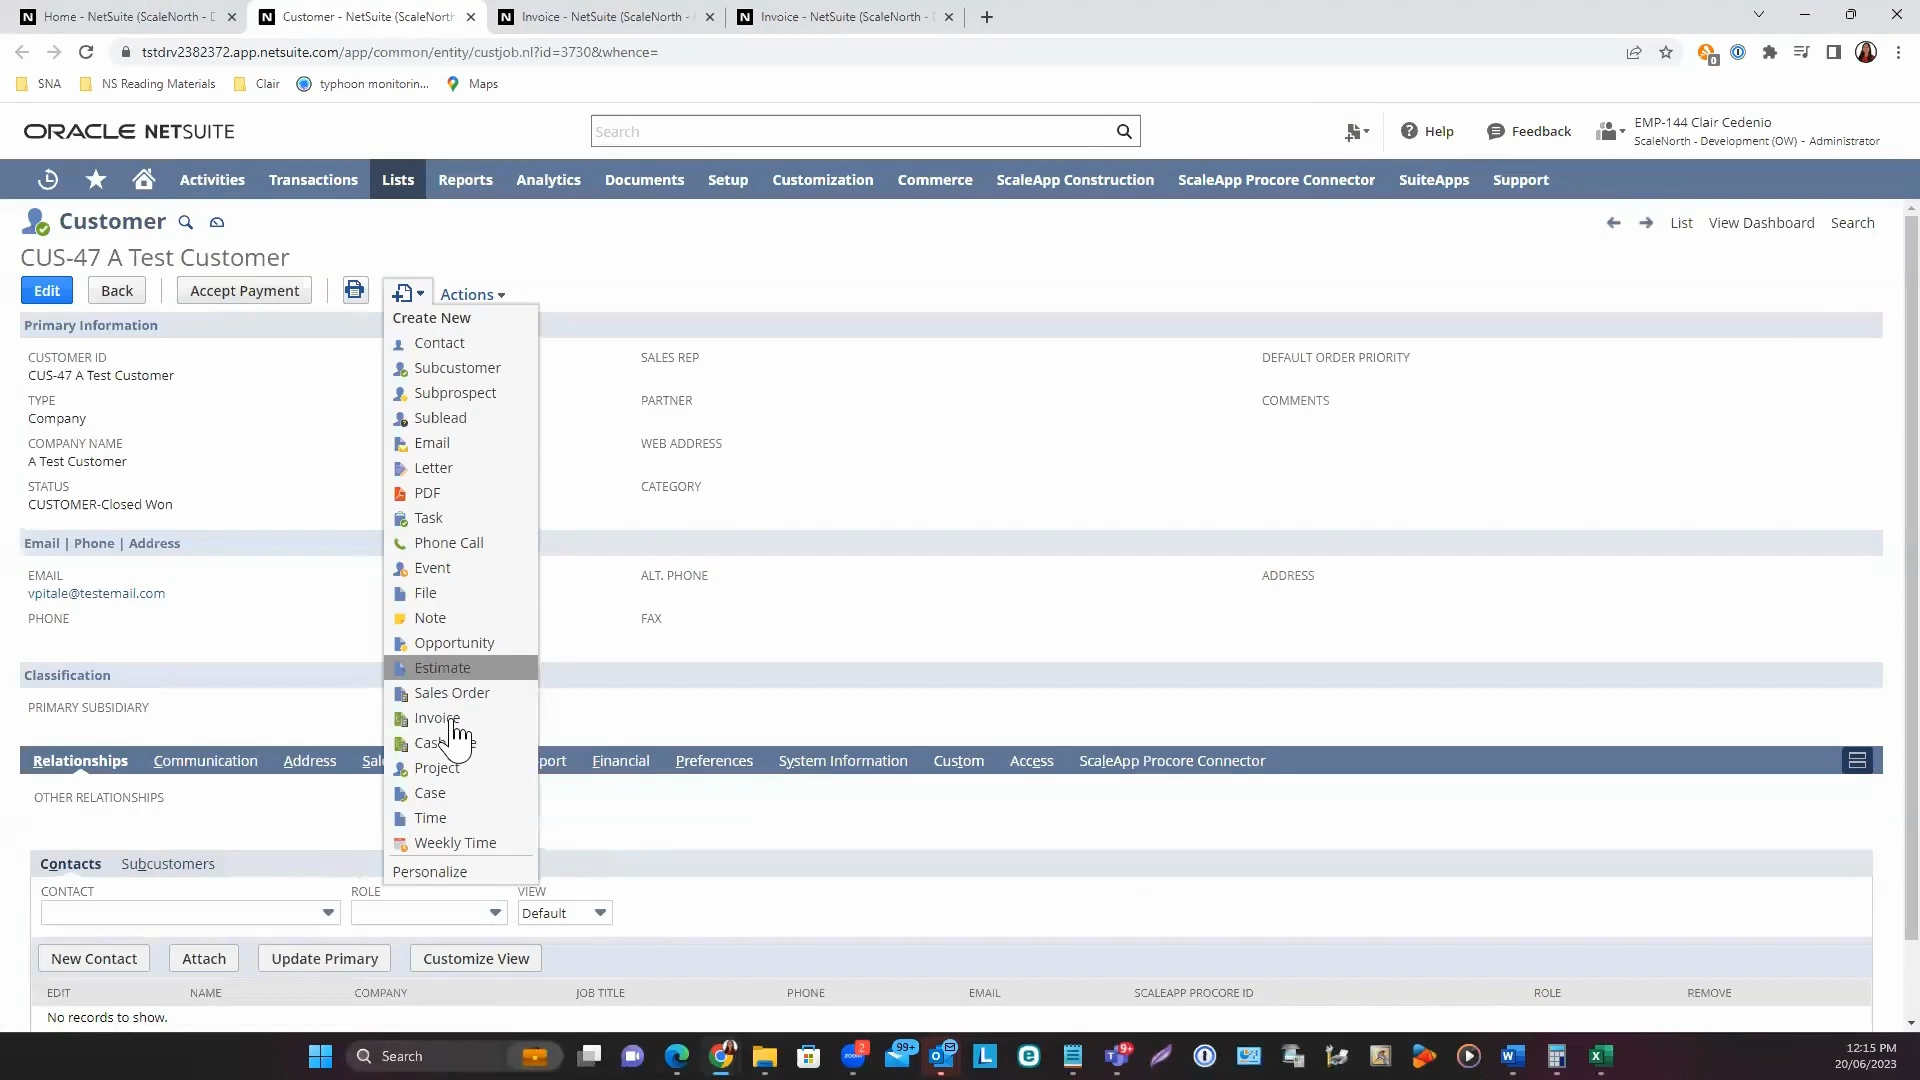 Home - NetSuite (ScaleNorth - D
Customer - NetSuite (ScaleNorth
Invoice - NetSuite (ScaleNorth -
Invoice - NetSuite (ScaleNorth - D
tstdrv2382372.app.netsuite.com/app/common/entity/custjob.nl?id=3730&whence=
0
SNA
NS Reading Materials
Clair
typhoon monitorin...
Maps
ORACLE NETSUITE
Search
Help
Feedback
EMP-144 Clair Cedenio
ScaleNorth - Development (OW) - Administrator
Activities
Transactions
Lists
Reports
Analytics
Documents
Setup
Customization
Commerce
ScaleApp Construction
ScaleApp Procore Connector
SuiteApps
Support
Customer
List
View Dashboard
Search
CUS-47 A Test Customer
Edit
Back
Accept Payment
Actions
Create New
Contact
Subcustomer
Subprospect
Sublead
Email
Letter
PDF
Task
Phone Call
Event
File
Note
Opportunity
Estimate
Sales Order
Invoice
Project
Case
Time
Weekly Time
Personalize
Primary Information
CUSTOMER ID
CUS-47 A Test Customer
TYPE
Company
COMPANY NAME
A Test Customer
STATUS
CUSTOMER-Closed Won
SALES REP
PARTNER
WEB ADDRESS
CATEGORY
DEFAULT ORDER PRIORITY
COMMENTS
Email | Phone | Address
EMAIL
vpitale@testemail.com
PHONE
ALT. PHONE
FAX
ADDRESS
Classification
PRIMARY SUBSIDIARY
Relationships
Communication
Address
Financial
Preferences
System Information
Custom
Access
ScaleApp Procore Connector
OTHER RELATIONSHIPS
Contacts
Subcustomers
CONTACT
ROLE
VIEW
Default
New Contact
Attach
Update Primary
Customize View
EDIT
NAME
COMPANY
JOB TITLE
PHONE
EMAIL
SCALEAPP PROCORE ID
ROLE
REMOVE
No records to show.
Search
2
99+
9+
12:15 PM
20/06/2023